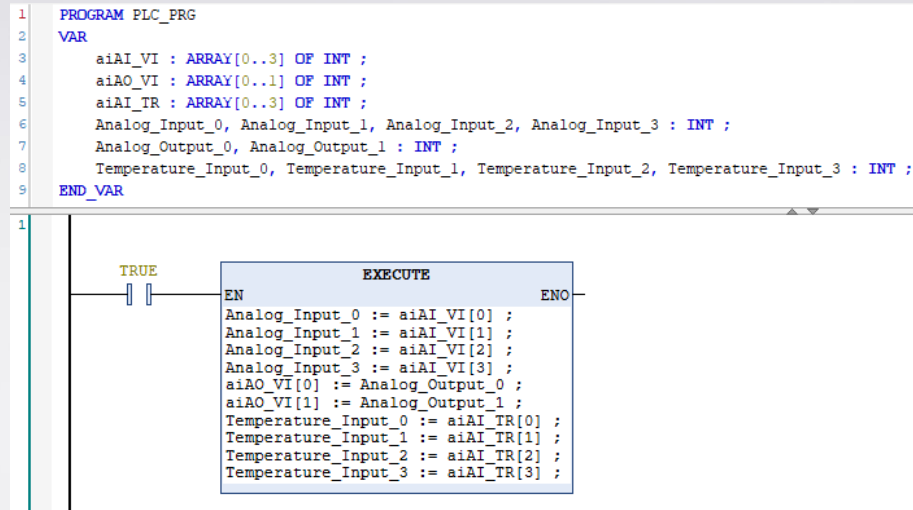 1 PROGRAM PLC_PRG
2 VAR
3 aiAI_VI : ARRAY[0..3] OF INT ;
4 aiAO_VI : ARRAY[0..1] OF INT ;
5 aiAI_TR : ARRAY[0..3] OF INT ;
6 Analog_Input_0, Analog_Input_1, Analog_Input_2, Analog_Input_3 : INT ;
7 Analog_Output_0, Analog_Output_1 : INT ;
8 Temperature_Input_0, Temperature_Input_1, Temperature_Input_2, Temperature_Input_3 : INT ;
9 END_VAR
1
TRUE
EXECUTE
EN ENO
Analog_Input_0 := aiAI_VI[0] ;
Analog_Input_1 := aiAI_VI[1] ;
Analog_Input_2 := aiAI_VI[2] ;
Analog_Input_3 := aiAI_VI[3] ;
aiAO_VI[0] := Analog_Output_0 ;
aiAO_VI[1] := Analog_Output_1 ;
Temperature_Input_0 := aiAI_TR[0] ;
Temperature_Input_1 := aiAI_TR[1] ;
Temperature_Input_2 := aiAI_TR[2] ;
Temperature_Input_3 := aiAI_TR[3] ;